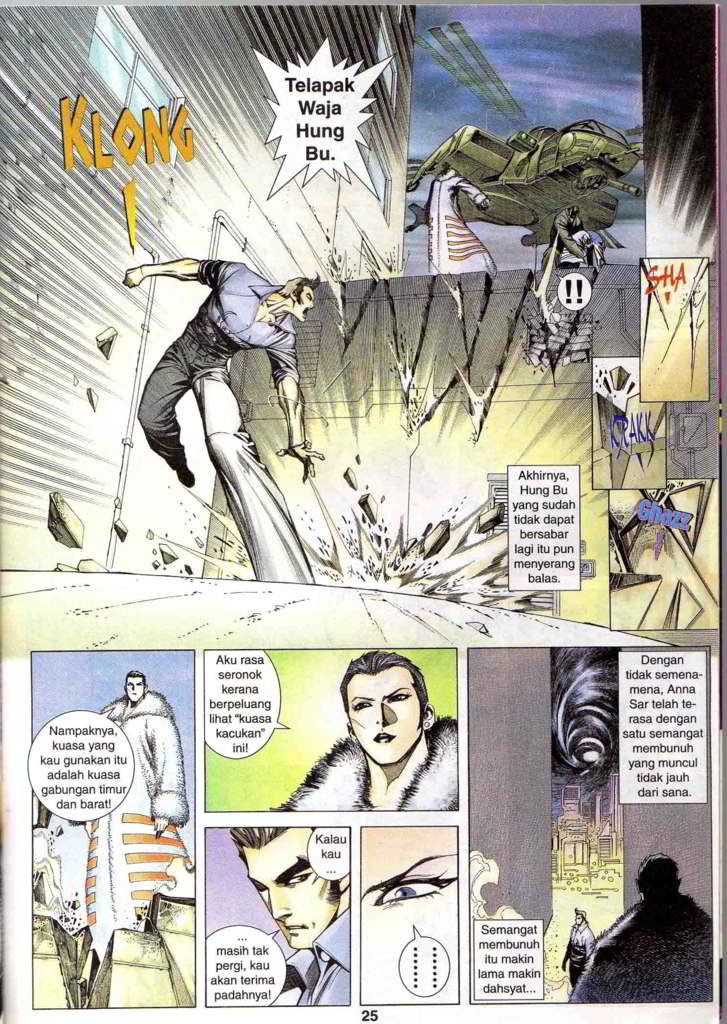 KLONG
!
Telapak
Waja
Hung
Bu.
!!
SHA
!
KRAKK
Ghazz
!
Akhirnya,
Hung Bu
yang sudah
tidak dapat
bersabar
lagi itu pun
menyerang
balas.
Nampaknya,
kuasa yang
kau gunakan itu
adalah kuasa
gabungan timur
dan barat!
Aku rasa
seronok
kerana
berpeluang
lihat “kuasa
kacukan”
ini!
Kalau
kau
...
...
masih tak
pergi, kau
akan terima
padahnya!
......
......
Dengan
tidak semena-
mena, Anna
Sar telah te-
rasa dengan
satu semangat
membunuh
yang muncul
tidak jauh
dari sana.
Semangat
membunuh
itu makin
lama makin
dahsyat...
25